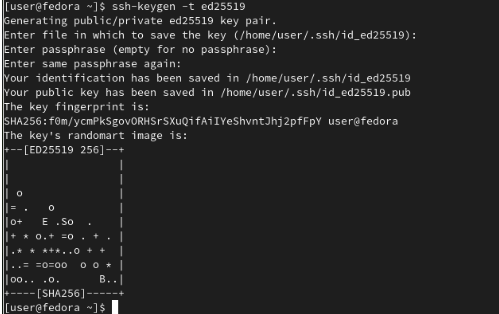 [user@fedora ~]$ ssh-keygen -t ed25519
Generating public/private ed25519 key pair.
Enter file in which to save the key (/home/user/.ssh/id_ed25519):
Enter passphrase (empty for no passphrase):
Enter same passphrase again:
Your identification has been saved in /home/user/.ssh/id_ed25519
Your public key has been saved in /home/user/.ssh/id_ed25519.pub
The key fingerprint is:
SHA256:f0m/ycmPkSgovORHSrSXuQifAiIYeShvntJhj2pfFpY user@fedora
The key's randomart image is:
+--[ED25519 256]--+
|                 |
|                 |
| o               |
|= .   o          |
|o+   E .So  .    |
|+ * o.+ =o . + . |
|.* * *+*..o + +  |
|..= =o=oo  o o * |
|oo.. .o.      B..|
+----[SHA256]-----+
[user@fedora ~]$